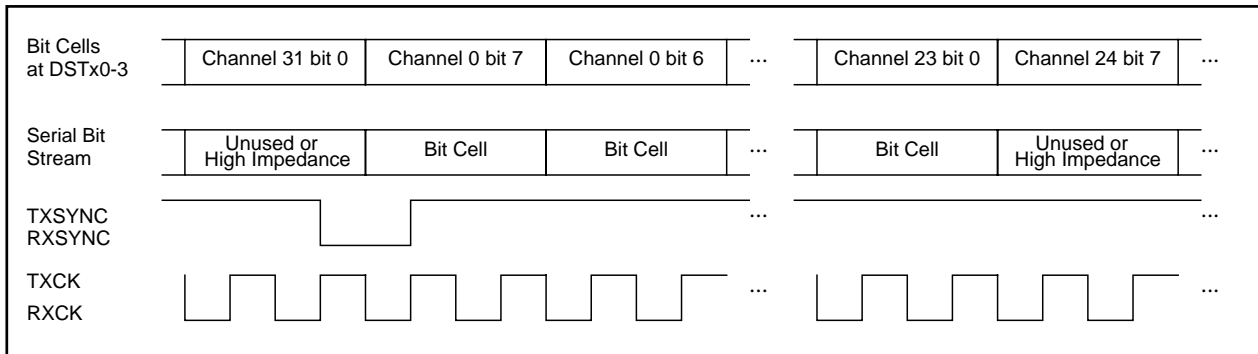 Bit Cells
at DSTx0-3
Channel 31 bit 0
Channel 0 bit 7
Channel 0 bit 6
...
Channel 23 bit 0
Channel 24 bit 7
...
Serial Bit
Stream
Unused or
High Impedance
Bit Cell
Bit Cell
...
Bit Cell
Unused or
High Impedance
...
TXSYNC
RXSYNC
...
...
TXCK
RXCK
...
...